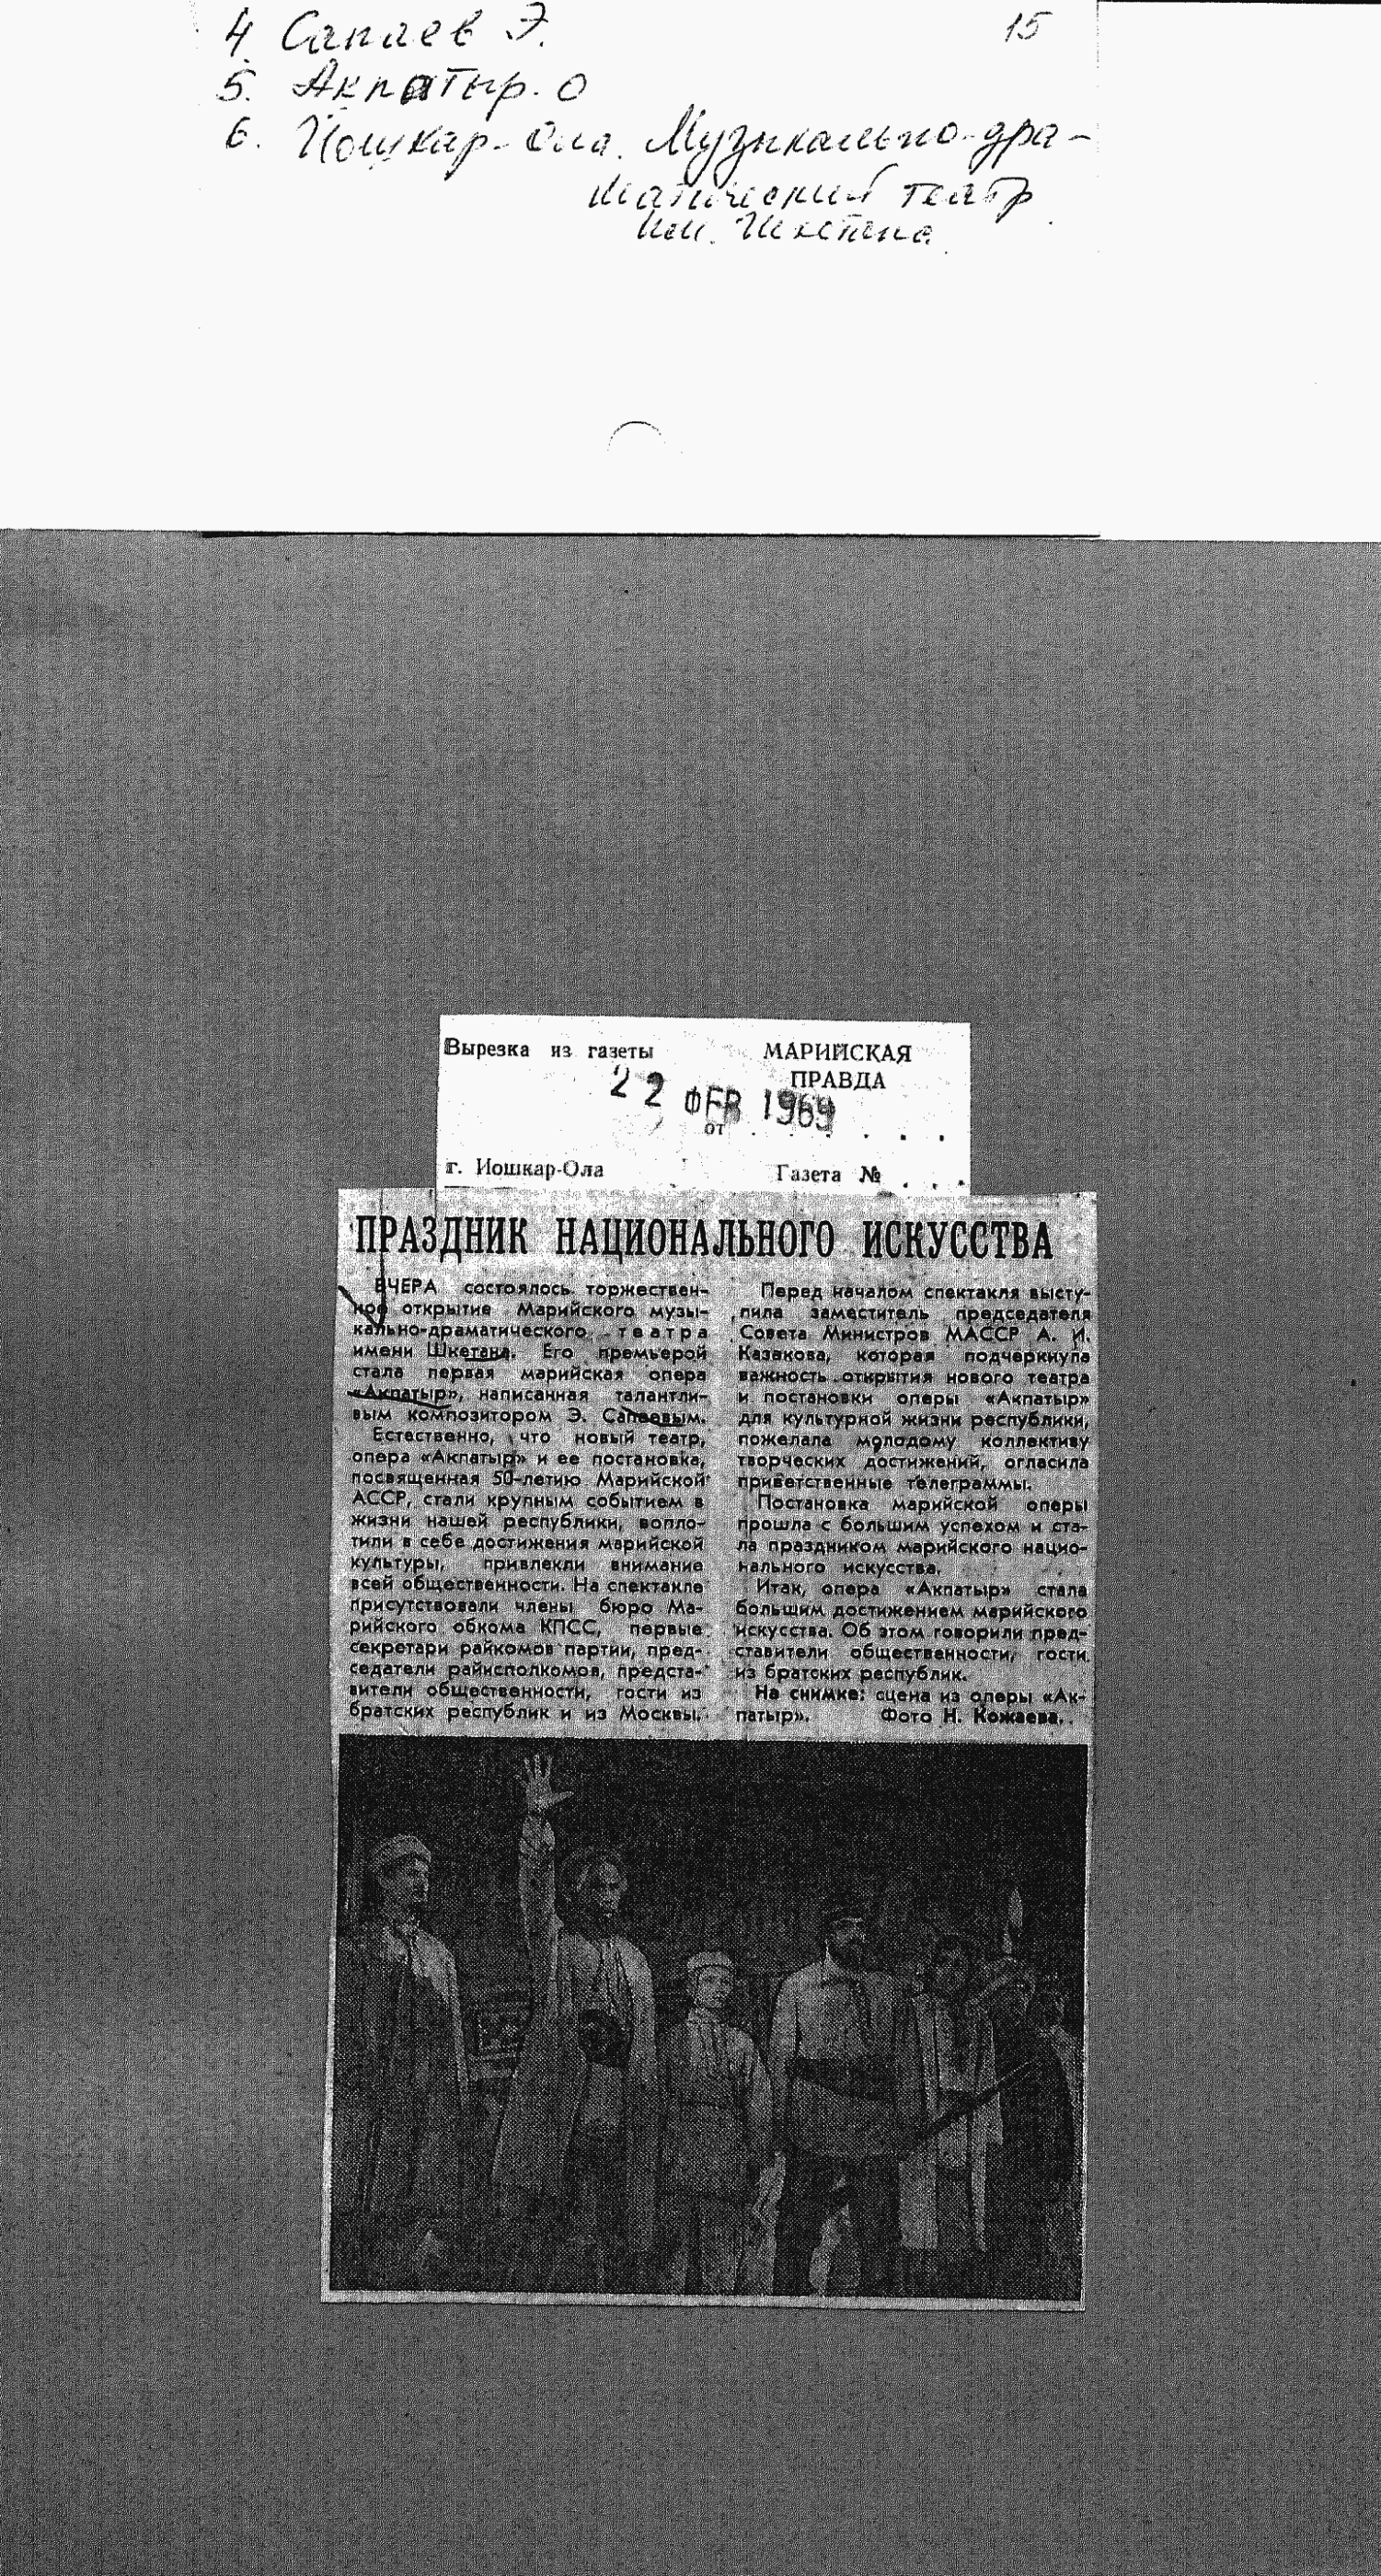 15
4. Сапаев Э.
5. Акпатыр. О
6. Йошкар-Ола. Музыкально-дра-
матический театр
им. Шкетана.
Вырезка из газеты
МАРИЙСКАЯ
ПРАВДА
22 ФЕВ 1969
от . . . . . . .
г. Йошкар-Ола
Газета № . . .
ПРАЗДНИК НАЦИОНАЛЬНОГО ИСКУССТВА
ВЧЕРА состоялось торжествен-
ное открытие Марийского музы-
кально-драматического театра
имени Шкетана. Его премьерой
стала первая марийская опера
«Акпатыр», написанная талантли-
вым композитором Э. Сапаевым.
Естественно, что новый театр,
опера «Акпатыр» и ее постановка,
посвященная 50-летию Марийской
АССР, стали крупным событием в
жизни нашей республики, вопло-
тили в себе достижения марийской
культуры, привлекли внимание
всей общественности. На спектакле
присутствовали члены бюро Ма-
рийского обкома КПСС, первые
секретари райкомов партии, пред-
седатели райисполкомов, предста-
вители общественности, гости из
братских республик и из Москвы.
Перед началом спектакля высту-
пила заместитель председателя
Совета Министров МАССР А. И.
Казакова, которая подчеркнула
важность открытия нового театра
и постановки оперы «Акпатыр»
для культурной жизни республики,
пожелала молодому коллективу
творческих достижений, огласила
приветственные телеграммы.
Постановка марийской оперы
прошла с большим успехом и ста-
ла праздником марийского нацио-
нального искусства.
Итак, опера «Акпатыр» стала
большим достижением марийского
искусства. Об этом говорили пред-
ставители общественности, гости
из братских республик.
На снимке: сцена из оперы «Ак-
патыр». Фото Н. Кожаева.